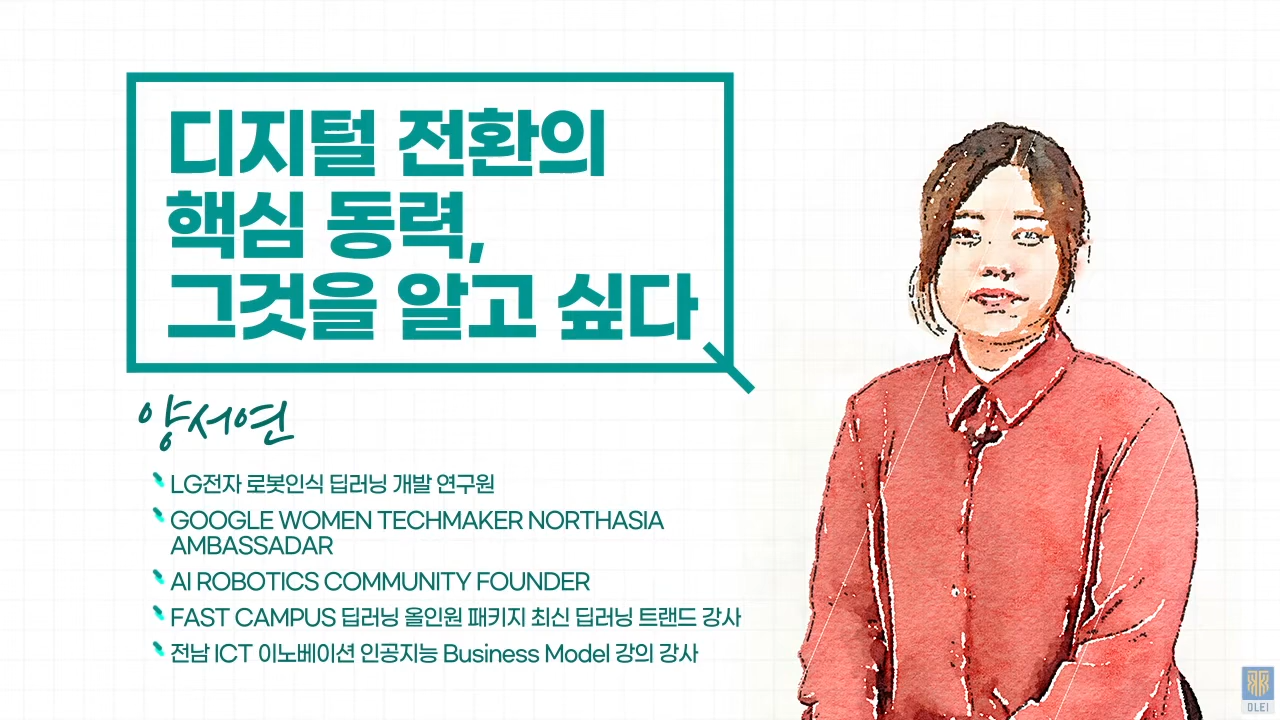 디지털 전환의
핵심 동력,
그것을 알고 싶다
양서연
LG전자 로봇인식 딥러닝 개발 연구원
GOOGLE WOMEN TECHMAKER NORTHASIA
AMBASSADAR
AI ROBOTICS COMMUNITY FOUNDER
FAST CAMPUS 딥러닝 올인원 패키지 최신 딥러닝 트랜드 강사
전남 ICT 이노베이션 인공지능 Business Model 강의 강사
DLEI